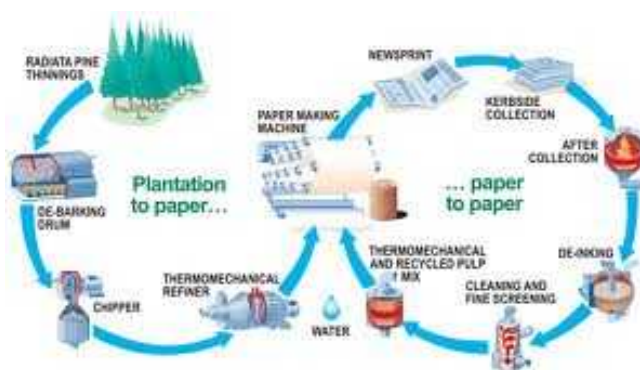 RADIATA PINE
THINNINGS
DE-BARKING
DRUM
CHIPPER
THERMOMECHANICAL
REFINER
Plantation
to paper...
PAPER MAKING
MACHINE
NEWSPRINT
KERBSIDE
COLLECTION
AFTER
COLLECTION
... paper
to paper
DE-INKING
CLEANING AND
FINE SCREENING
THERMOMECHANICAL
AND RECYCLED PULP
MIX
WATER